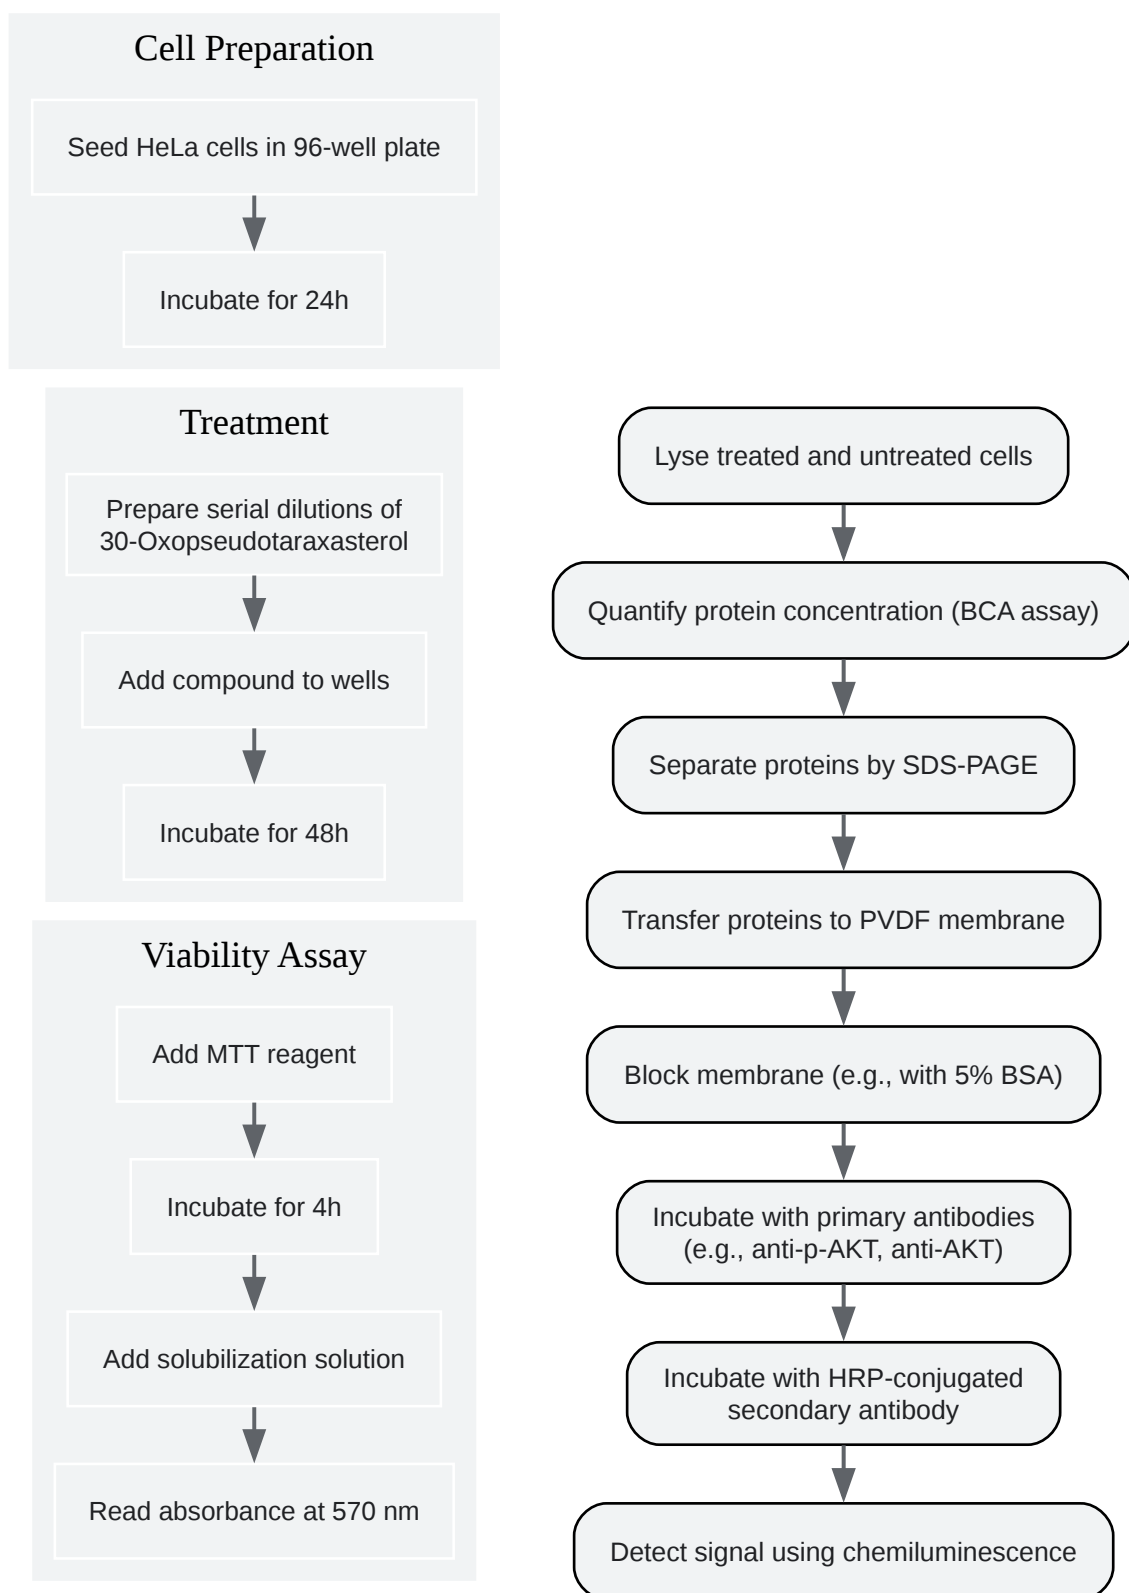 Cell Preparation
Seed HeLa cells in 96-well plate
Incubate for 24h
Treatment
Prepare serial dilutions of
30-Oxopseudotaraxasterol
Add compound to wells
Incubate for 48h
Viability Assay
Add MTT reagent
Incubate for 4h
Add solubilization solution
Read absorbance at 570 nm
Lyse treated and untreated cells
Quantify protein concentration (BCA assay)
Separate proteins by SDS-PAGE
Transfer proteins to PVDF membrane
Block membrane (e.g., with 5% BSA)
Incubate with primary antibodies
(e.g., anti-p-AKT, anti-AKT)
Incubate with HRP-conjugated
secondary antibody
Detect signal using chemiluminescence